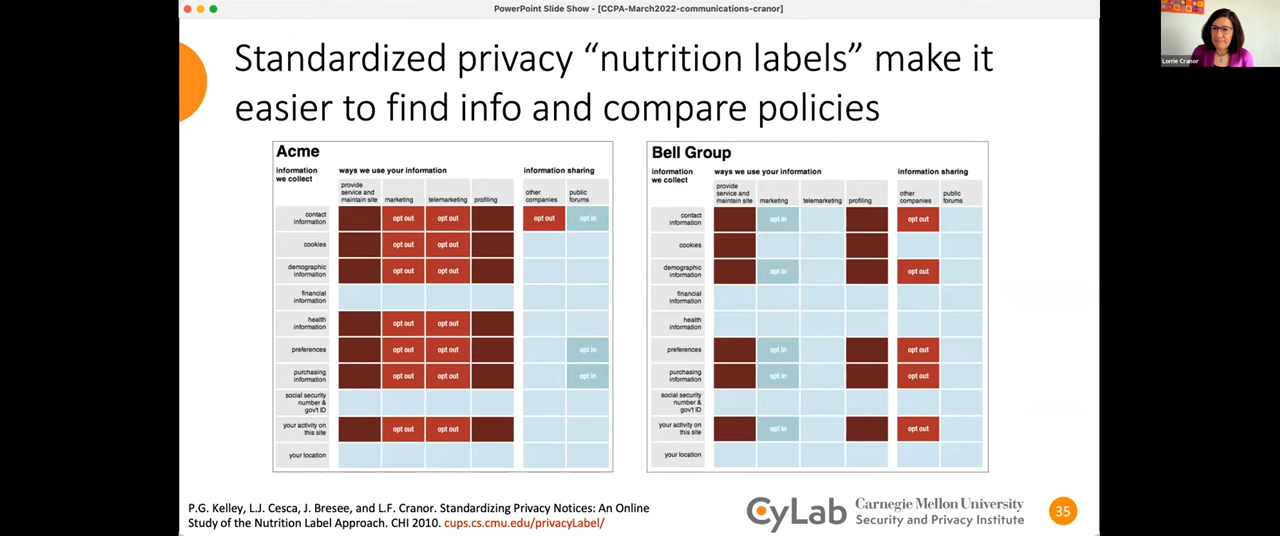 PowerPoint Slide Show - [CCPA-March2022-communications-cranor]
Lorrie Cranor
Standardized privacy “nutrition labels” make it
easier to find info and compare policies
Acme
information
we collect
ways we use your information
information sharing
provide
service and
maintain site
marketing
telemarketing
profiling
other
companies
public
forums
contact
information
opt out
opt out
opt out
opt in
cookies
opt out
opt out
demographic
information
opt out
opt out
financial
information
health
information
opt out
opt out
preferences
opt out
opt out
opt in
purchasing
information
opt out
opt out
opt in
social security
number &
gov't ID
your activity on
this site
opt out
opt out
your location
Bell Group
information
we collect
ways we use your information
information sharing
provide
service and
maintain site
marketing
telemarketing
profiling
other
companies
public
forums
contact
information
opt in
opt out
cookies
demographic
information
opt in
opt out
financial
information
health
information
preferences
opt in
opt out
purchasing
information
opt in
opt out
social security
number &
gov't ID
your activity on
this site
opt in
opt out
your location
P.G. Kelley, L.J. Cesca, J. Bresee, and L.F. Cranor. Standardizing Privacy Notices: An Online
Study of the Nutrition Label Approach. CHI 2010. cups.cs.cmu.edu/privacyLabel/
CyLab
Carnegie Mellon University
Security and Privacy Institute
35